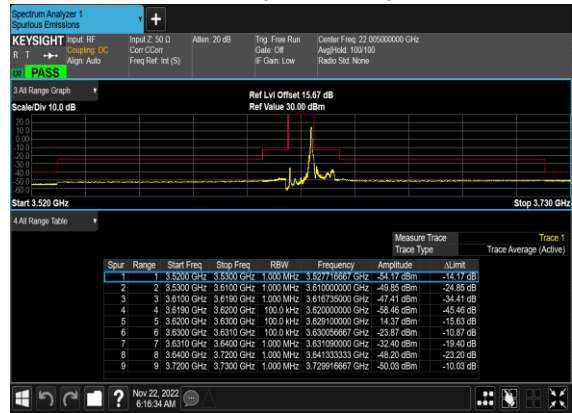 Spectrum Analyzer 1
Spurious Emissions
KEYSIGHT Input: RF Input Z: 50 Ω Atten: 20 dB Trig: Free Run Center Freq: 22.005000000 GHz
R T Coupling: DC Corr CCorr Gate: Off Avg|Hold: 100/100
Align: Auto Freq Ref: Int (S) IF Gain: Low Radio Std: None
PASS
3 All Range Graph
Ref Lvl Offset 15.67 dB
Scale/Div 10.0 dB Ref Value 30.00 dBm
20.0
10.0
0.00
-10.0
-20.0
-30.0
-40.0
-50.0
-60.0
Start 3.520 GHz Stop 3.730 GHz
4 All Range Table
Measure Trace Trace 1
Trace Type Trace Average (Active)
Spur Range Start Freq Stop Freq RBW Frequency Amplitude ΔLimit
1 1 3.5200 GHz 3.5300 GHz 1.000 MHz 3.527716667 GHz -54.17 dBm -14.17 dB
2 2 3.5300 GHz 3.6100 GHz 1.000 MHz 3.610000000 GHz -49.85 dBm -24.85 dB
3 3 3.6100 GHz 3.6190 GHz 1.000 MHz 3.616735000 GHz -47.41 dBm -34.41 dB
4 4 3.6190 GHz 3.6200 GHz 100.0 kHz 3.620000000 GHz -58.46 dBm -45.46 dB
5 5 3.6200 GHz 3.6300 GHz 100.0 kHz 3.629100000 GHz 14.37 dBm -15.63 dB
6 6 3.6300 GHz 3.6310 GHz 100.0 kHz 3.630056667 GHz -23.87 dBm -10.87 dB
7 7 3.6310 GHz 3.6400 GHz 1.000 MHz 3.631090000 GHz -32.40 dBm -19.40 dB
8 8 3.6400 GHz 3.7200 GHz 1.000 MHz 3.641333333 GHz -48.20 dBm -23.20 dB
9 9 3.7200 GHz 3.7300 GHz 1.000 MHz 3.729916667 GHz -50.03 dBm -10.03 dB
Nov 22, 2022
6:16:34 AM